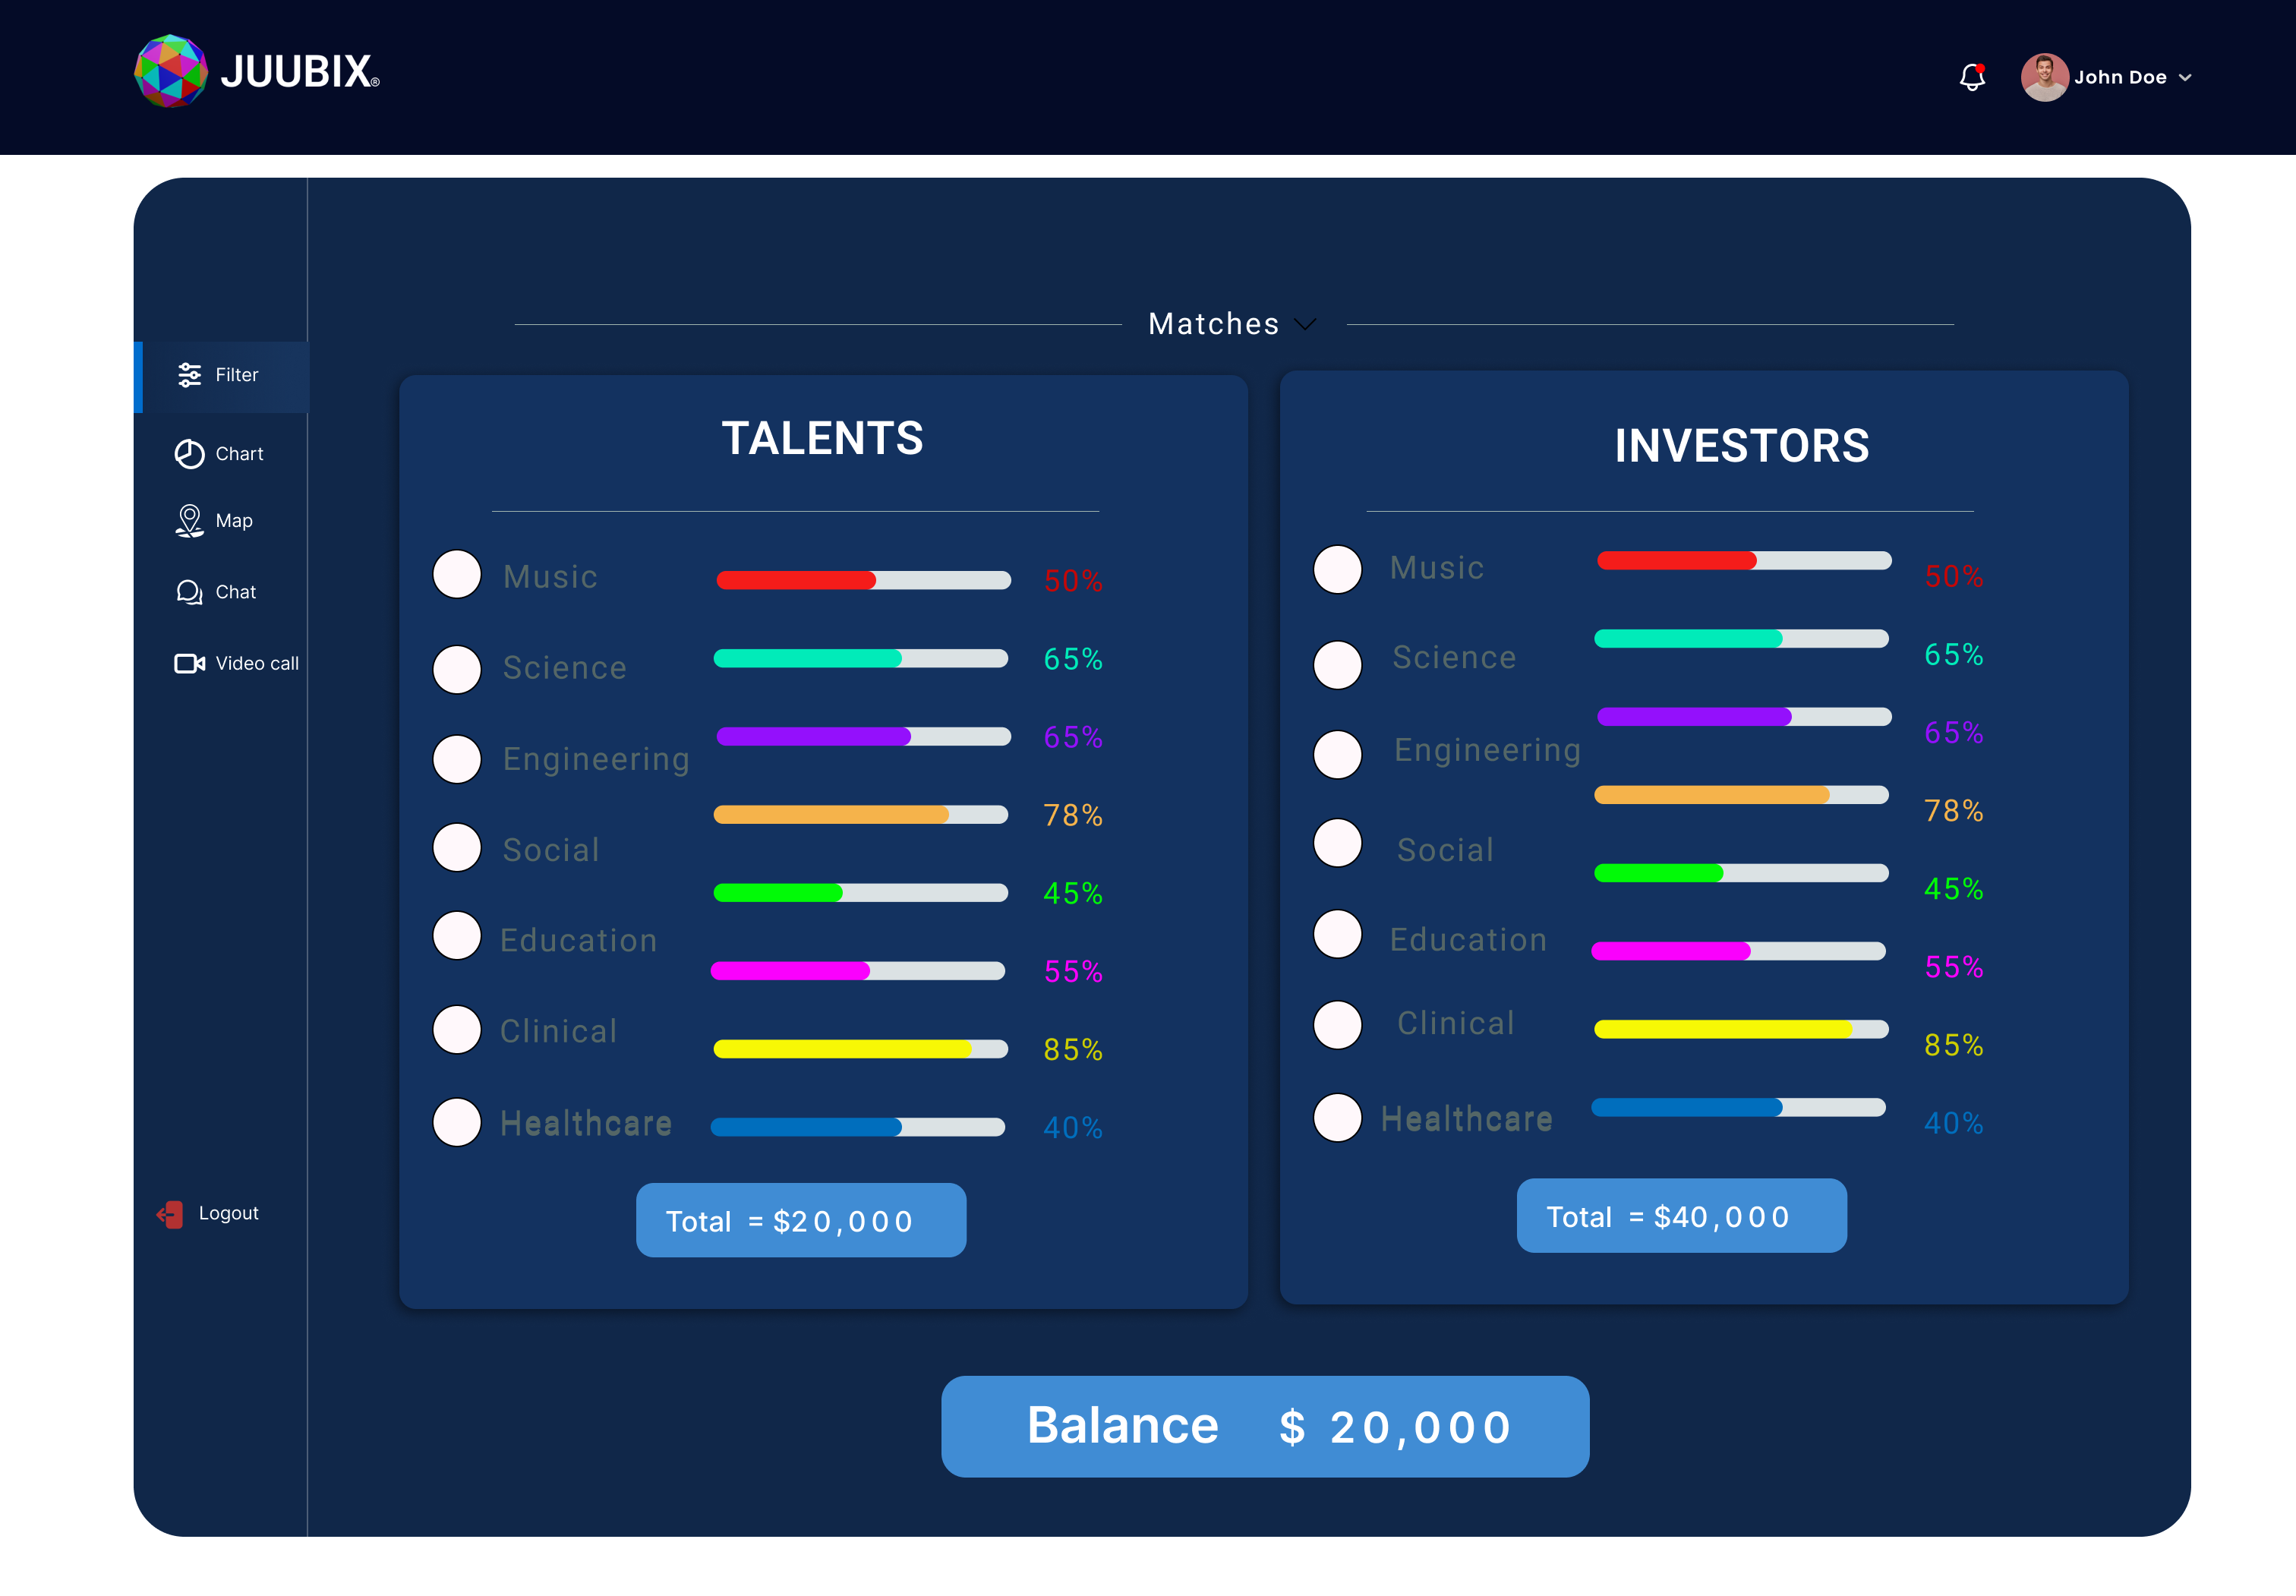 JUUBIX®
John Doe
Matches
Filter
Chart
Map
Chat
Video call
Logout
TALENTS
Music 50%
Science 65%
Engineering 65%
Social 78%
45%
Education 55%
Clinical 85%
Healthcare 40%
Total = $20,000
INVESTORS
Music 50%
Science 65%
Engineering 65%
Social 78%
45%
Education 55%
Clinical 85%
Healthcare 40%
Total = $40,000
Balance $ 20,000